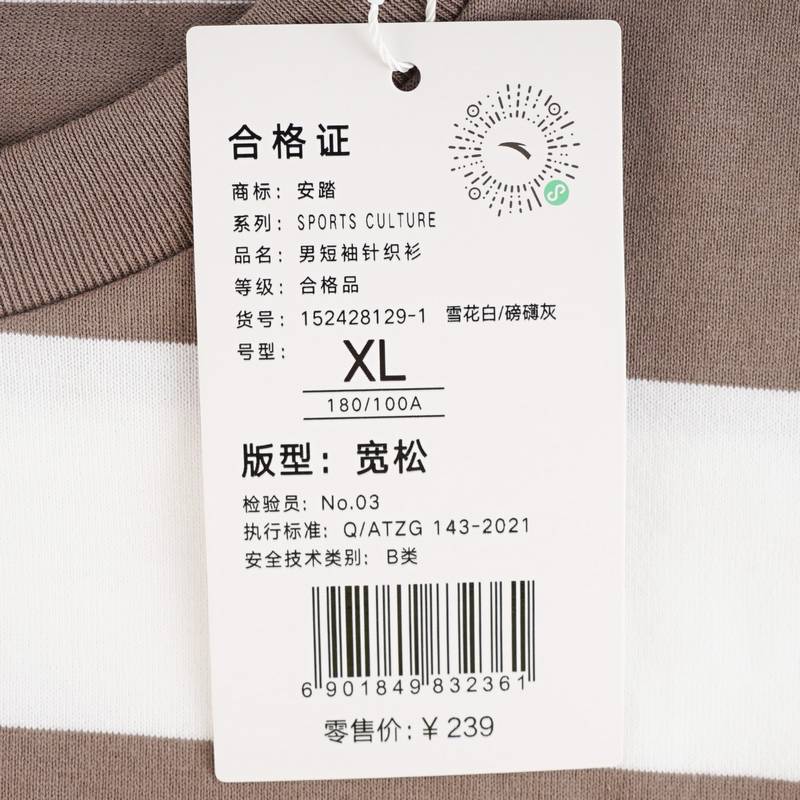 合格证
商标: 安踏
系列: SPORTS CULTURE
品名: 男短袖针织衫
等级: 合格品
货号: 152428129-1 雪花白/磅礴灰
号型: XL
180/100A
版型: 宽松
检验员: No.03
执行标准: Q/ATZG 143-2021
安全技术类别: B类
6901849832361
零售价: ¥239